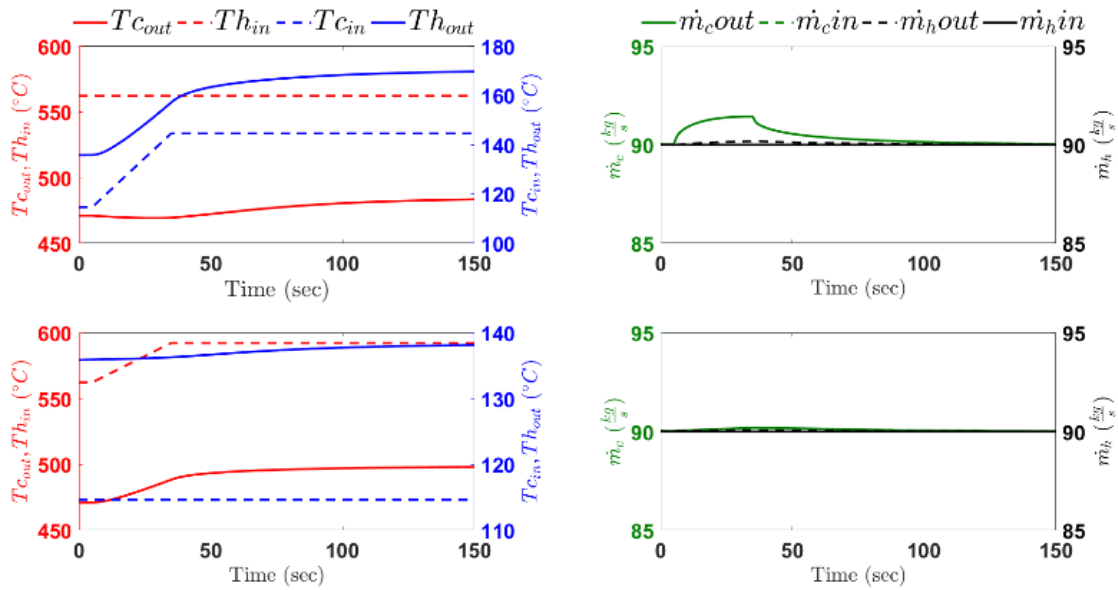 Tc_out Th_in Tc_in Th_out
600
550
500
450
Tc_out, Th_in (°C)
180
160
140
120
100
Tc_in, Th_out (°C)
0 50 100 150
Time (sec)
ṁ_c out ṁ_c in ṁ_h out ṁ_h in
95
90
85
ṁ_c (kg/s)
95
90
85
ṁ_h (kg/s)
0 50 100 150
Time (sec)
600
550
500
450
Tc_out, Th_in (°C)
140
130
120
110
Tc_in, Th_out (°C)
0 50 100 150
Time (sec)
95
90
85
ṁ_c (kg/s)
95
90
85
ṁ_h (kg/s)
0 50 100 150
Time (sec)